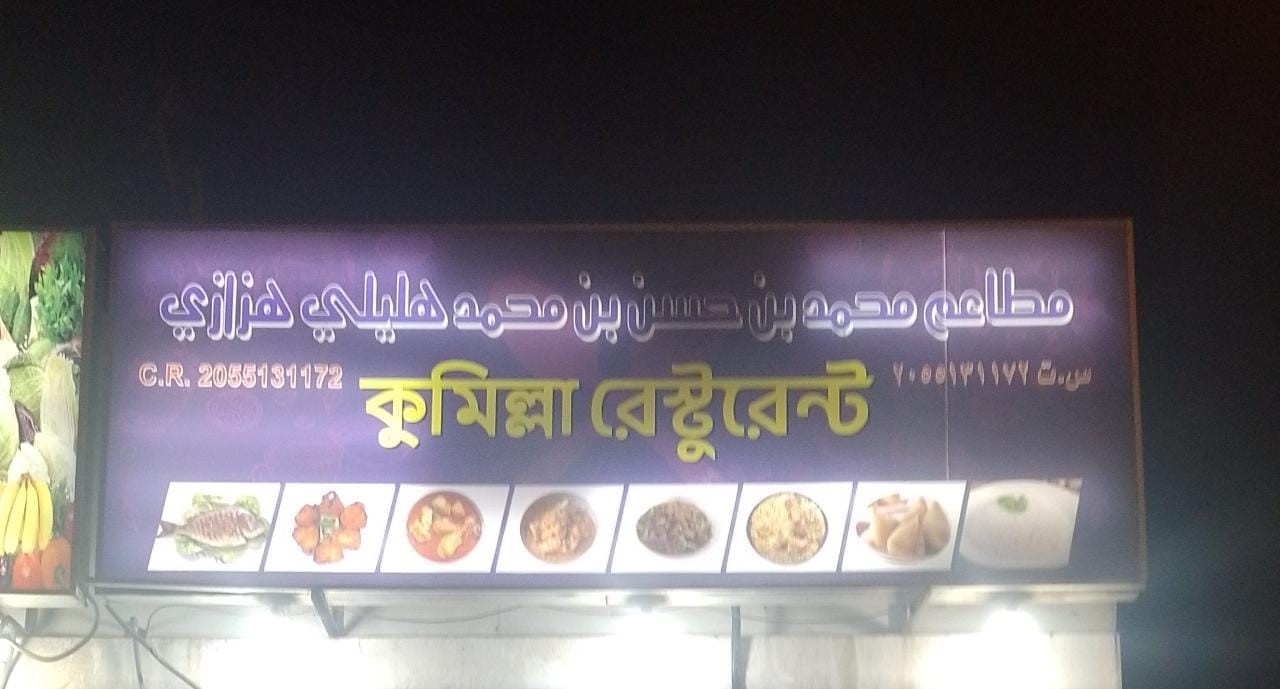 مطاعم محمد بن حسن بن محمد هليلي هزازي
C.R. 2055131172
س.ت ٢٠٥٥١٣١١٧٢
কুমিল্লা রেস্টুরেন্ট